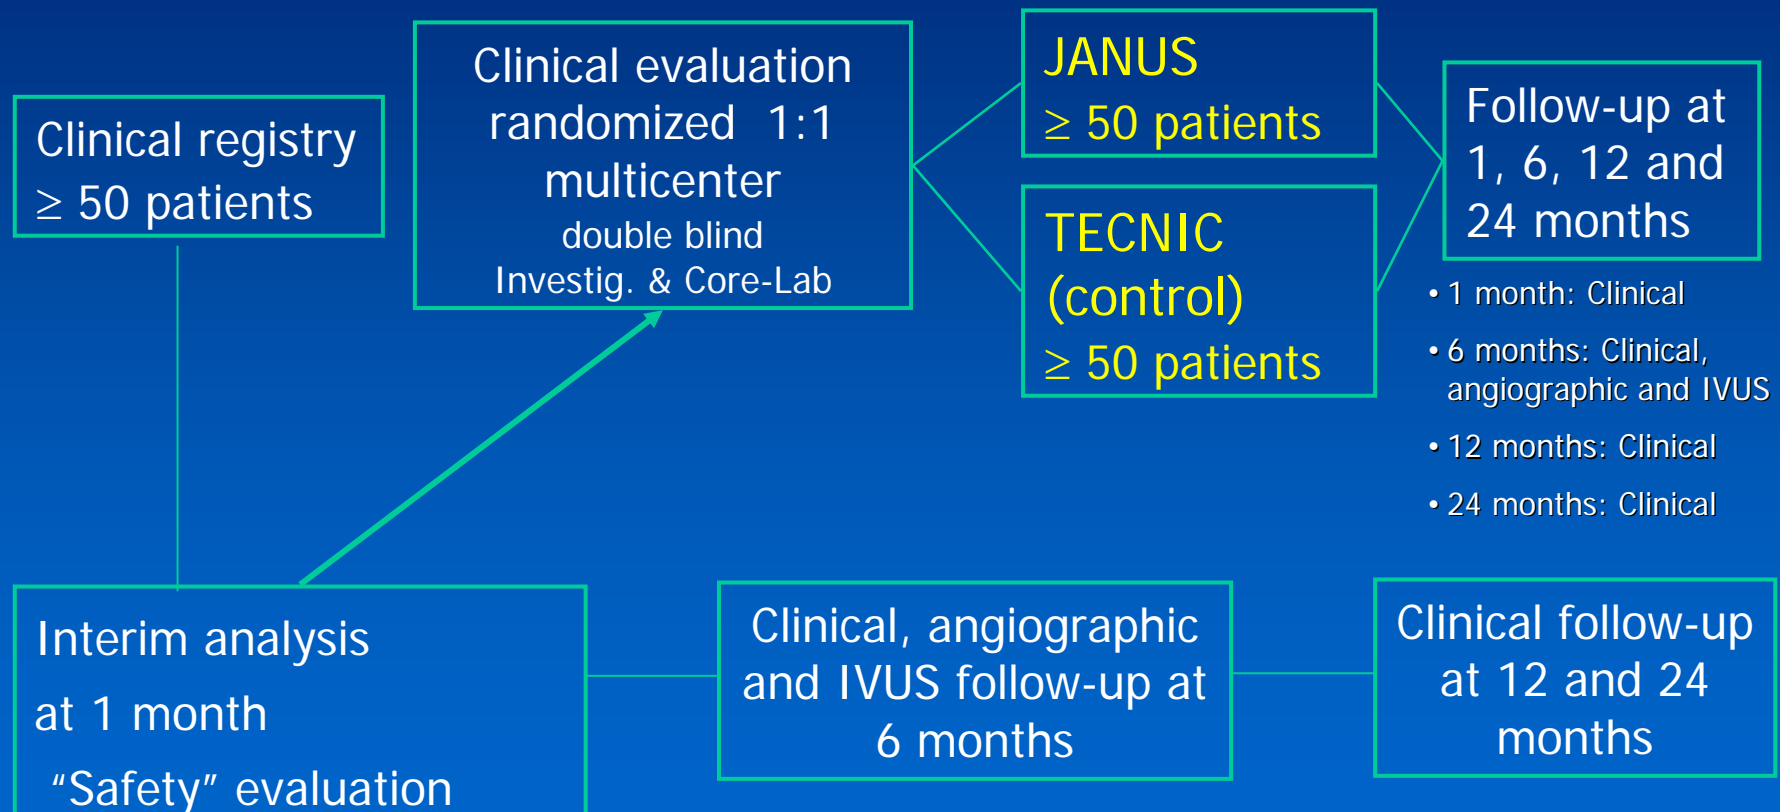 Clinical registry
≥ 50 patients
Clinical evaluation
randomized 1:1
multicenter
double blind
Investig. & Core-Lab
JANUS
≥ 50 patients
TECNIC
(control)
≥ 50 patients
Follow-up at
1, 6, 12 and
24 months
• 1 month: Clinical
• 6 months: Clinical,
angiographic and IVUS
• 12 months: Clinical
• 24 months: Clinical
Interim analysis
at 1 month
“Safety” evaluation
Clinical, angiographic
and IVUS follow-up at
6 months
Clinical follow-up
at 12 and 24
months